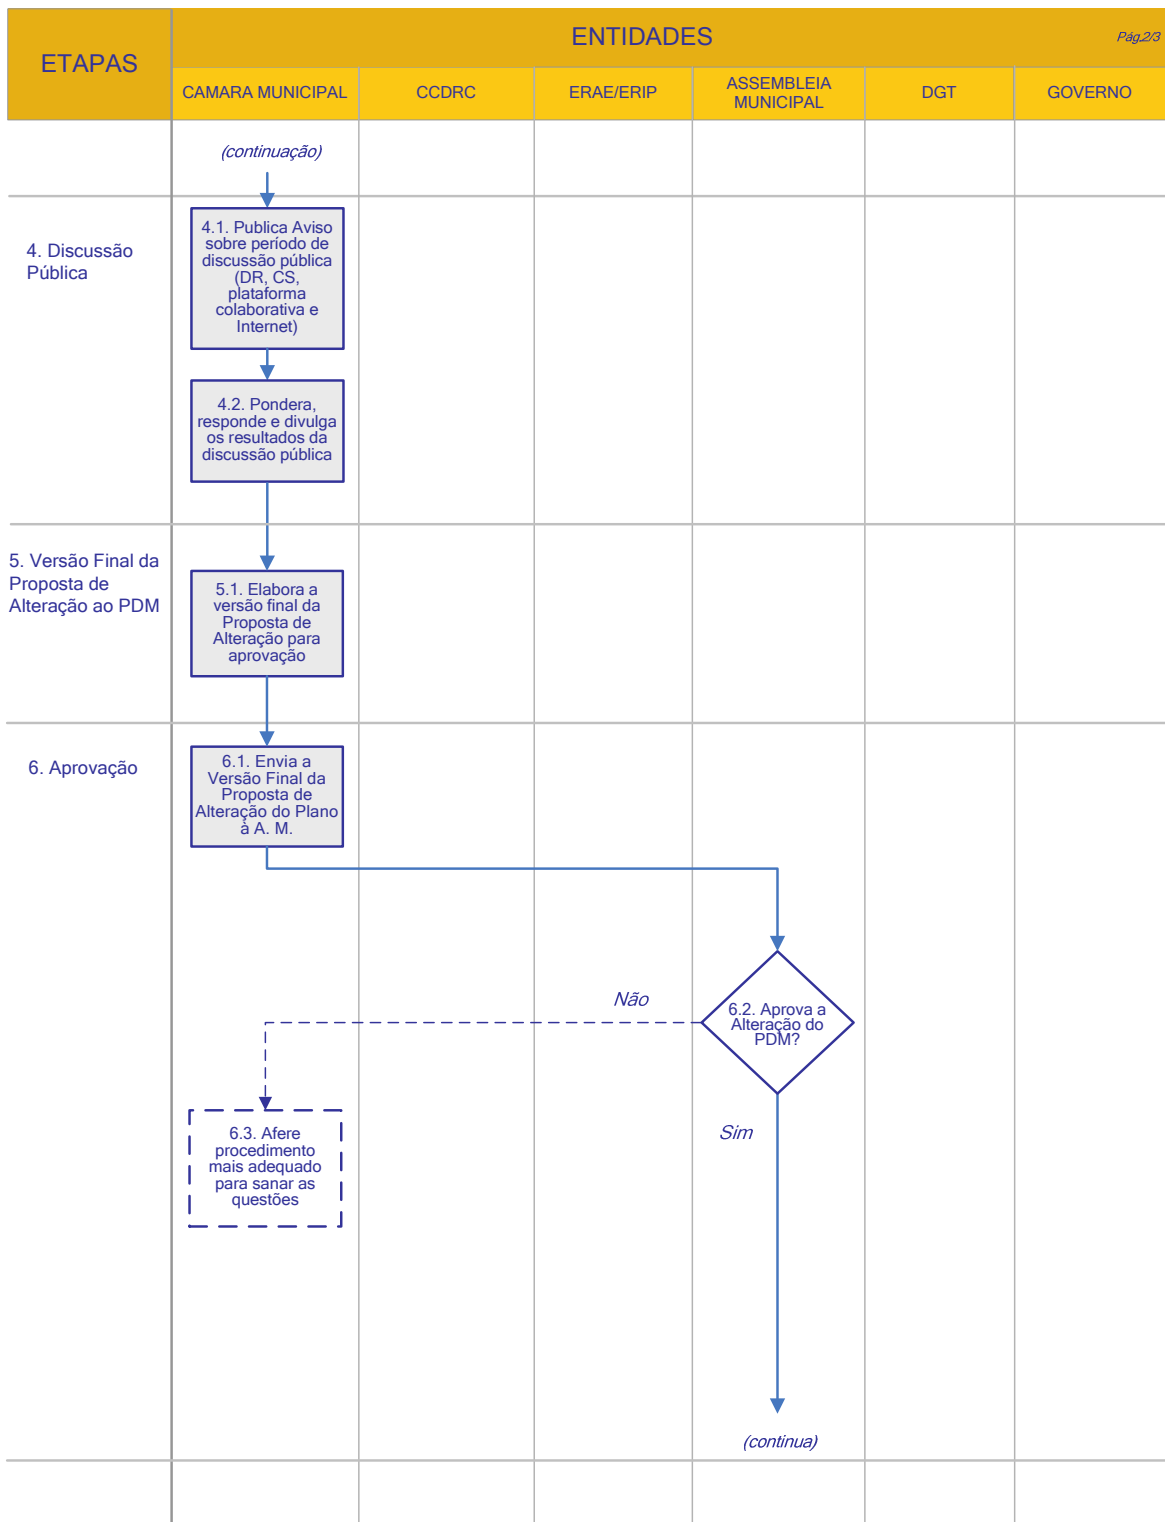 ETAPAS
ENTIDADES
Pág.2/3
CAMARA MUNICIPAL
CCDRC
ERAE/ERIP
ASSEMBLEIA
MUNICIPAL
DGT
GOVERNO
(continuação)
4. Discussão
Pública
4.1. Publica Aviso
sobre período de
discussão pública
(DR, CS,
plataforma
colaborativa e
Internet)
4.2. Pondera,
responde e divulga
os resultados da
discussão pública
5. Versão Final da
Proposta de
Alteração ao PDM
5.1. Elabora a
versão final da
Proposta de
Alteração para
aprovação
6. Aprovação
6.1. Envia a
Versão Final da
Proposta de
Alteração do Plano
à A. M.
6.2. Aprova a
Alteração do
PDM?
Não
Sim
6.3. Afere
procedimento
mais adequado
para sanar as
questões
(continua)